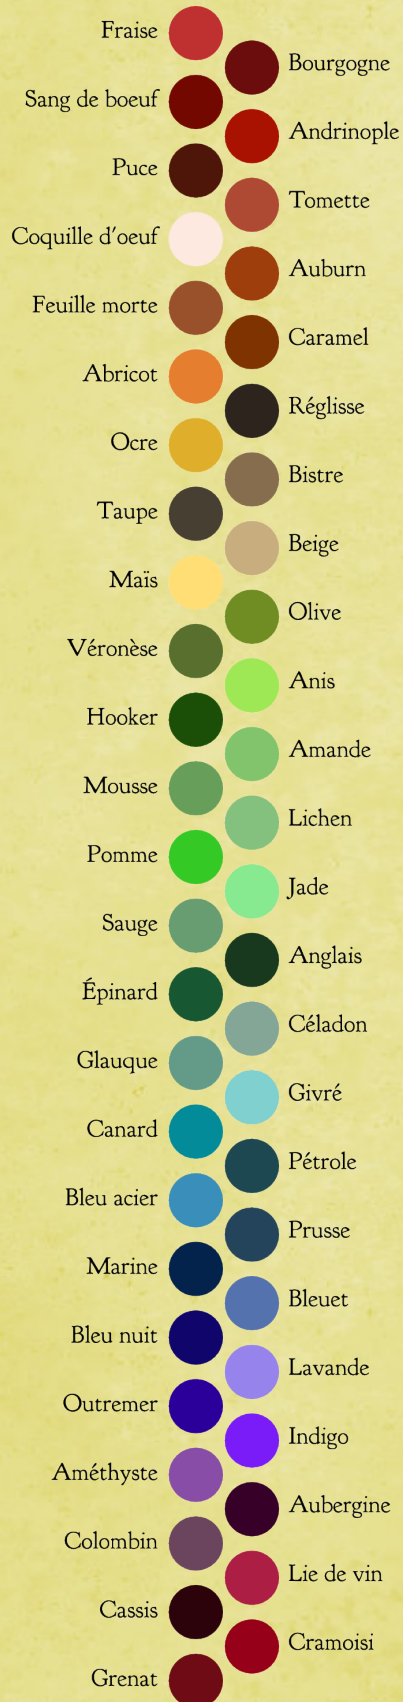 Fraise
Bourgogne
Sang de boeuf
Andrinople
Puce
Tomette
Coquille d'oeuf
Auburn
Feuille morte
Caramel
Abricot
Réglisse
Ocre
Bistre
Taupe
Beige
Maïs
Olive
Véronèse
Anis
Hooker
Amande
Mousse
Lichen
Pomme
Jade
Sauge
Anglais
Épinard
Céladon
Glauque
Givré
Canard
Pétrole
Bleu acier
Prusse
Marine
Bleuet
Bleu nuit
Lavande
Outremer
Indigo
Améthyste
Aubergine
Colombin
Lie de vin
Cassis
Cramoisi
Grenat